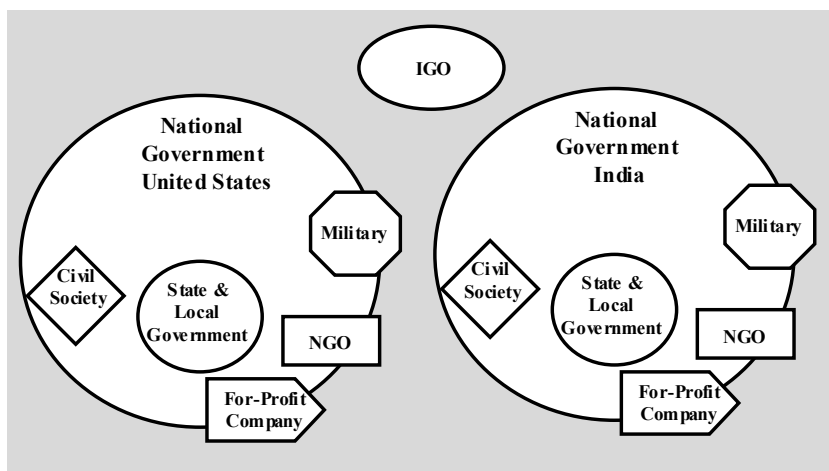 IGO
National
Government
United States
Military
Civil
Society
State &
Local
Government
NGO
For-Profit
Company
National
Government
India
Military
Civil
Society
State &
Local
Government
NGO
For-Profit
Company